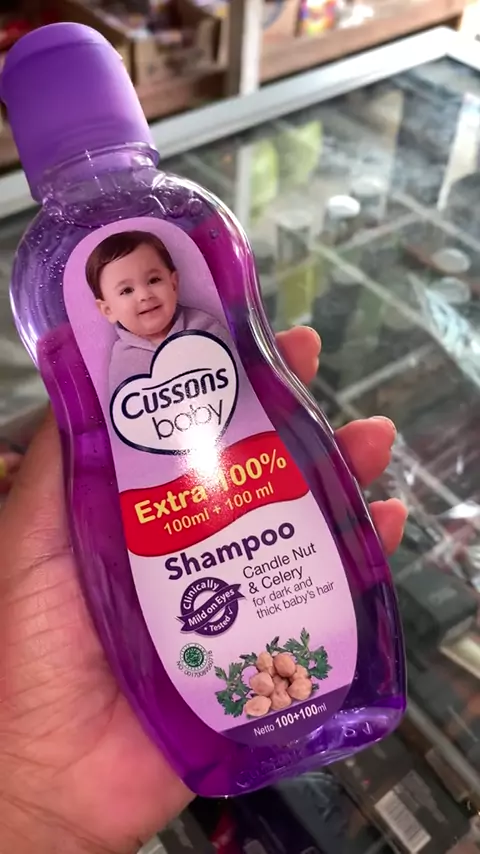 Cussons
baby
Extra 100%
100ml + 100 ml
Shampoo
Candle Nut
& Celery
for dark and
thick baby's hair
Clinically
Mild on Eyes
Tested
Netto 100+100ml